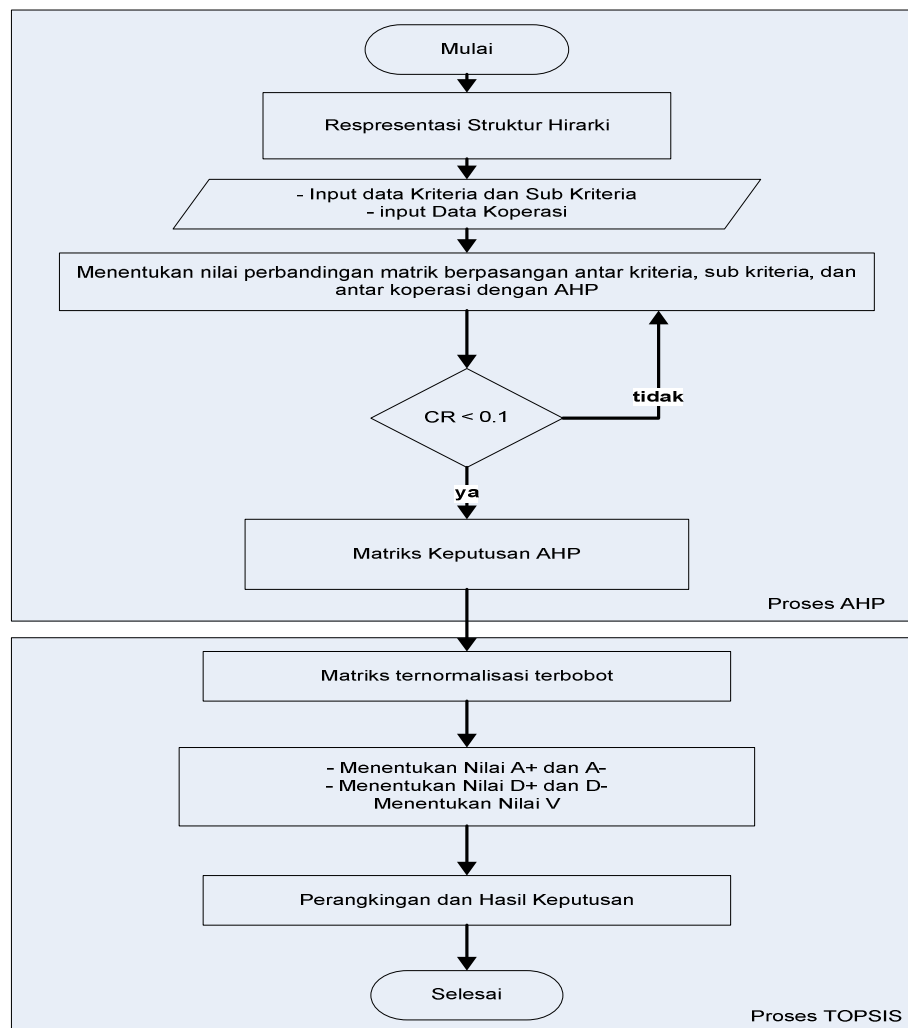 Mulai
Respresentasi Struktur Hirarki
- Input data Kriteria dan Sub Kriteria
- input Data Koperasi
Menentukan nilai perbandingan matrik berpasangan antar kriteria, sub kriteria, dan
antar koperasi dengan AHP
CR < 0.1
tidak
ya
Matriks Keputusan AHP
Proses AHP
Matriks ternormalisasi terbobot
- Menentukan Nilai A+ dan A-
- Menentukan Nilai D+ dan D-
Menentukan Nilai V
Perangkingan dan Hasil Keputusan
Selesai
Proses TOPSIS